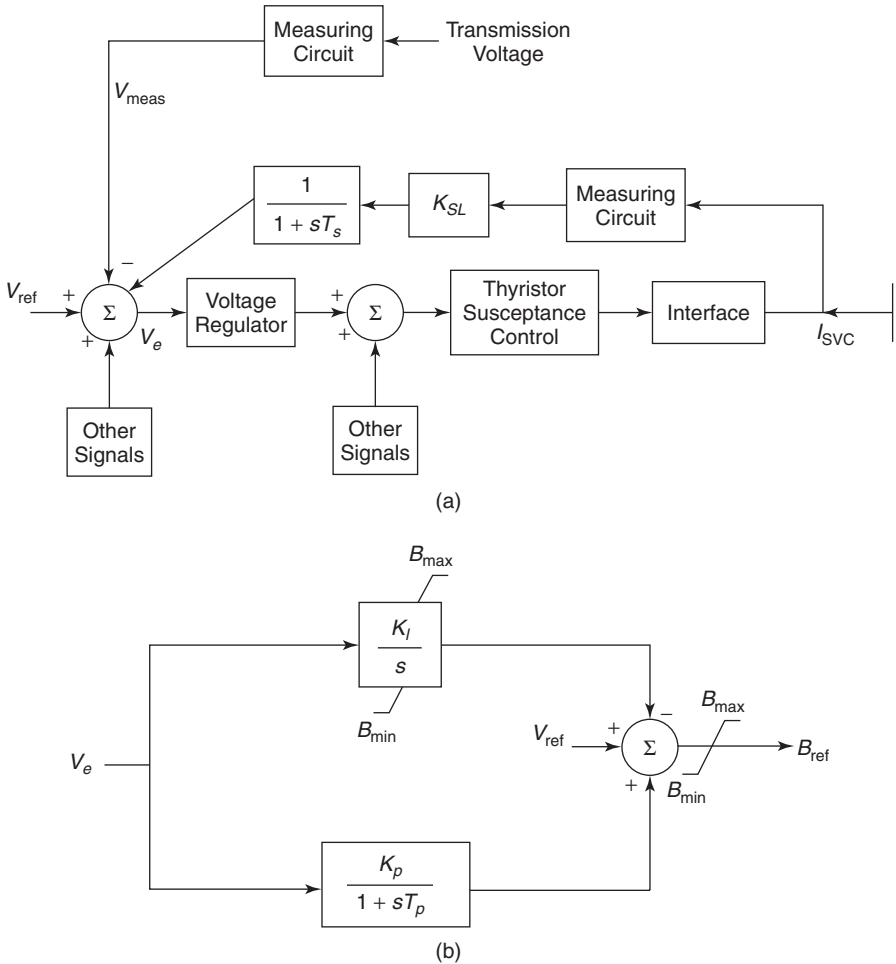 Measuring
Circuit
Transmission
Voltage
V_meas
1
1 + sT_s
K_SL
Measuring
Circuit
−
V_ref
+
Σ
+
V_e
Voltage
Regulator
+
+
Σ
Thyristor
Susceptance
Control
Interface
I_SVC
Other
Signals
Other
Signals
(a)
B_max
K_I
s
B_min
V_e
V_ref
+
−
Σ
+
B_max
B_min
B_ref
K_p
1 + sT_p
(b)